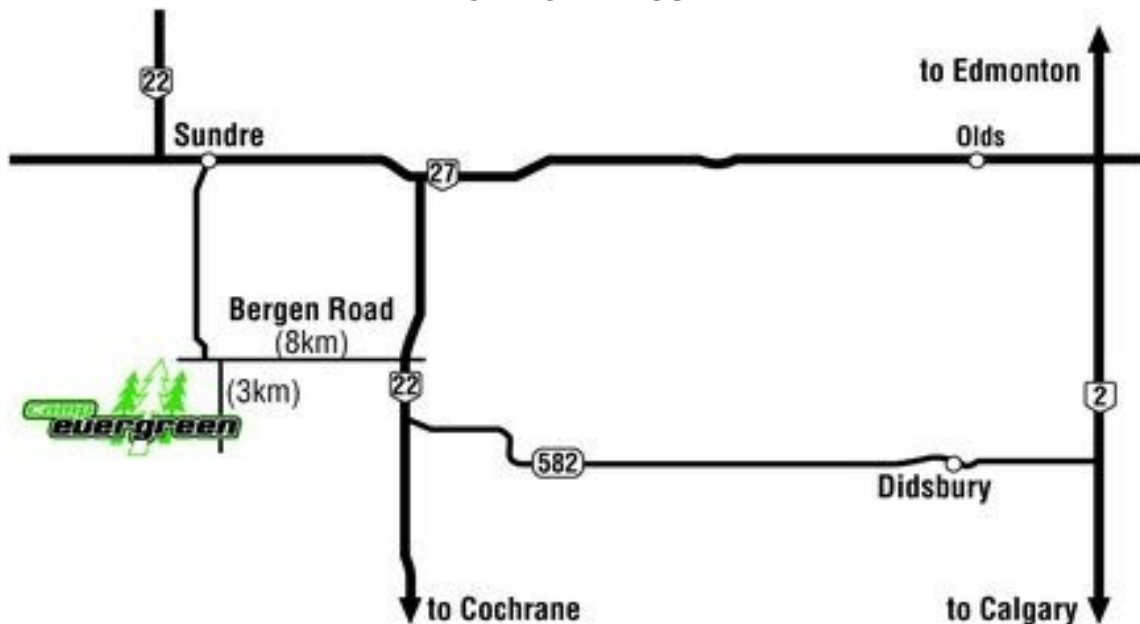 22
to Edmonton
Sundre
Olds
27
Bergen Road
(8km)
22
(3km)
2
camp
evergreen
582
Didsbury
to Cochrane
to Calgary